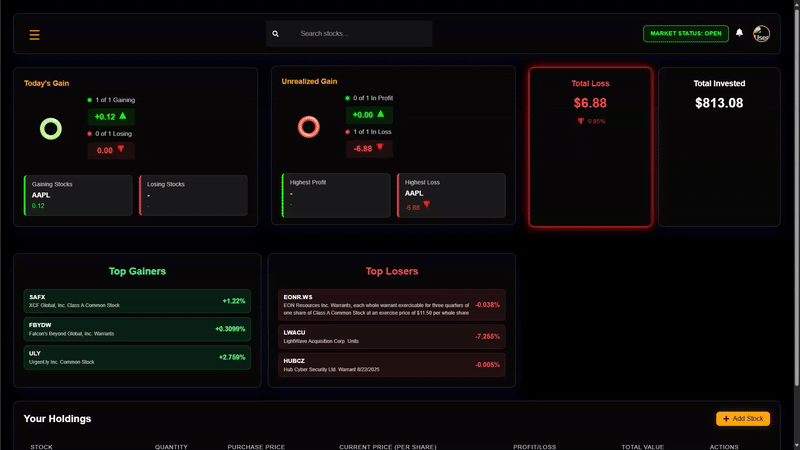 Search stocks...
MARKET STATUS: OPEN
Today's Gain
1 of 1 Gaining
+0.12
0 of 1 Losing
0.00
Gaining Stocks
AAPL
0.12
Losing Stocks
-
-
Unrealized Gain
0 of 1 In Profit
+0.00
1 of 1 In Loss
-6.88
Highest Profit
-
-
Highest Loss
AAPL
-6.88
Total Loss
$6.88
Total Invested
$813.08
Top Gainers
SAFX
XCF Global, Inc. Class A Common Stock
+1.22%
FBYDW
Falcon's Beyond Global, Inc. Warrants
+0.3099%
ULY
Urgent.ly Inc. Common Stock
+2.759%
Top Losers
EONR.WS
EON Resources Inc. Warrants, each whole warrant exercisable for three quarters of
one share of Class A Common Stock at an exercise price of $11.50 per whole share
-0.038%
LWACU
LightWave Acquisition Corp. Units
-7.255%
HUBCZ
Hub Cyber Security Ltd. Warrant 8/22/2025
-0.005%
Your Holdings
Add Stock
STOCK QUANTITY PURCHASE PRICE CURRENT PRICE (PER SHARE) PROFIT/LOSS TOTAL VALUE ACTIONS